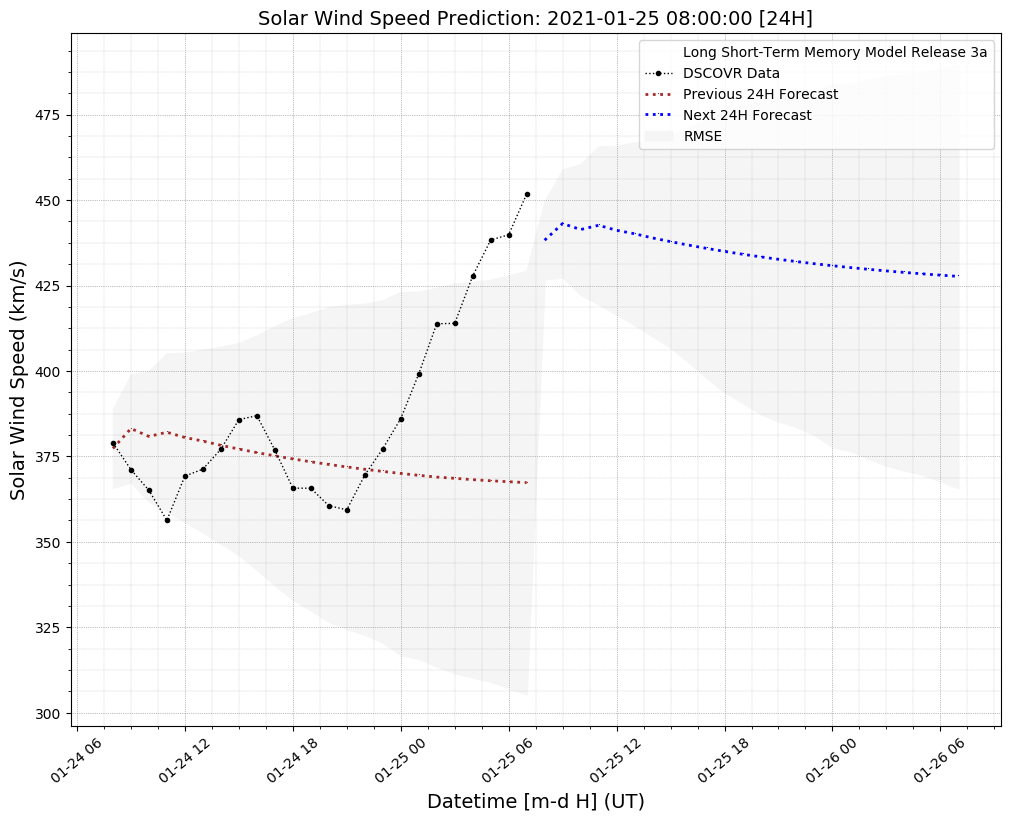 Solar Wind Speed Prediction: 2021-01-25 08:00:00 [24H]
Long Short-Term Memory Model Release 3a
DSCOVR Data
Previous 24H Forecast
Next 24H Forecast
RMSE
Solar Wind Speed (km/s)
475
450
425
400
375
350
325
300
01-24 06
01-24 12
01-24 18
01-25 00
01-25 06
01-25 12
01-25 18
01-26 00
01-26 06
Datetime [m-d H] (UT)